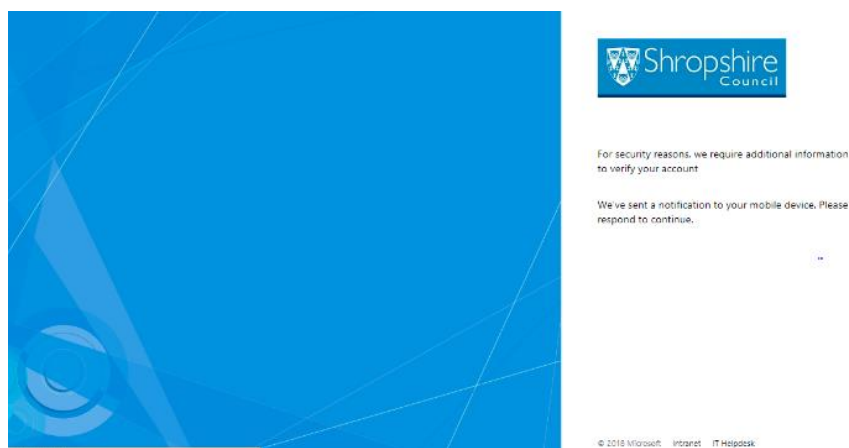 Shropshire
Council
For security reasons, we require additional information
to verify your account
We've sent a notification to your mobile device. Please
respond to continue.
© 2018 Microsoft Intranet IT Helpdesk